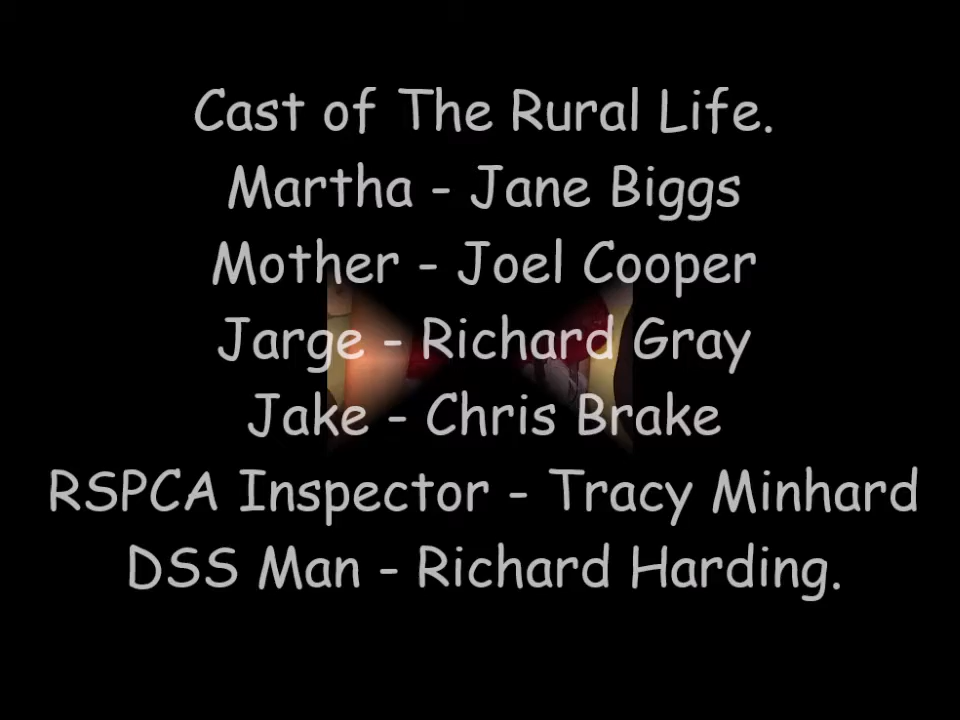 Cast of The Rural Life.
Martha - Jane Biggs
Mother - Joel Cooper
Jarge - Richard Gray
Jake - Chris Brake
RSPCA Inspector - Tracy Minhard
DSS Man - Richard Harding.